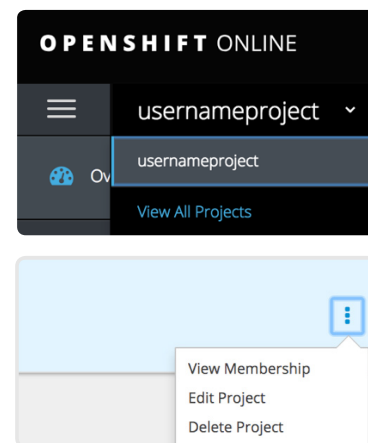 OPENSHIFT ONLINE
usernameproject
Ov
usernameproject
View All Projects
View Membership
Edit Project
Delete Project